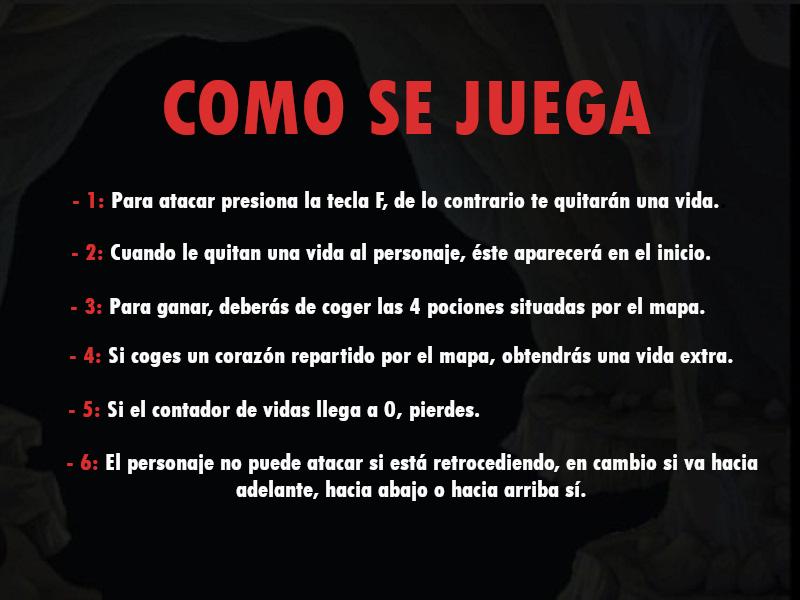 COMO SE JUEGA
- 1: Para atacar presiona la tecla F, de lo contrario te quitarán una vida.
- 2: Cuando le quitan una vida al personaje, éste aparecerá en el inicio.
- 3: Para ganar, deberás de coger las 4 pociones situadas por el mapa.
- 4: Si coges un corazón repartido por el mapa, obtendrás una vida extra.
- 5: Si el contador de vidas llega a 0, pierdes.
- 6: El personaje no puede atacar si está retrocediendo, en cambio si va hacia
adelante, hacia abajo o hacia arriba sí.